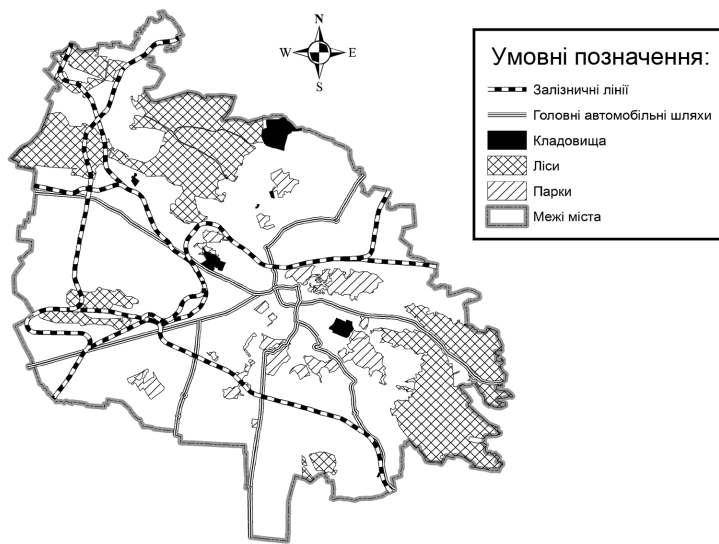 N
W E
S
Умовні позначення:
Залізничні лінії
Головні автомобільні шляхи
Кладовища
Ліси
Парки
Межі міста